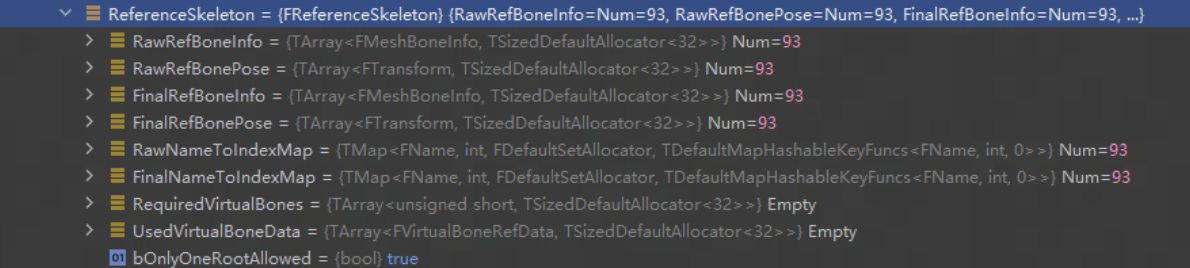 ReferenceSkeleton = {FReferenceSkeleton} {RawRefBoneInfo=Num=93, RawRefBonePose=Num=93, FinalRefBoneInfo=Num=93, ...}
RawRefBoneInfo = {TArray<FMeshBoneInfo, TSizedDefaultAllocator<32>>} Num=93
RawRefBonePose = {TArray<FTransform, TSizedDefaultAllocator<32>>} Num=93
FinalRefBoneInfo = {TArray<FMeshBoneInfo, TSizedDefaultAllocator<32>>} Num=93
FinalRefBonePose = {TArray<FTransform, TSizedDefaultAllocator<32>>} Num=93
RawNameToIndexMap = {TMap<FName, int, FDefaultSetAllocator, TDefaultMapHashableKeyFuncs<FName, int, 0>>} Num=93
FinalNameToIndexMap = {TMap<FName, int, FDefaultSetAllocator, TDefaultMapHashableKeyFuncs<FName, int, 0>>} Num=93
RequiredVirtualBones = {TArray<unsigned short, TSizedDefaultAllocator<32>>} Empty
UsedVirtualBoneData = {TArray<FVirtualBoneRefData, TSizedDefaultAllocator<32>>} Empty
01 bOnlyOneRootAllowed = {bool} true